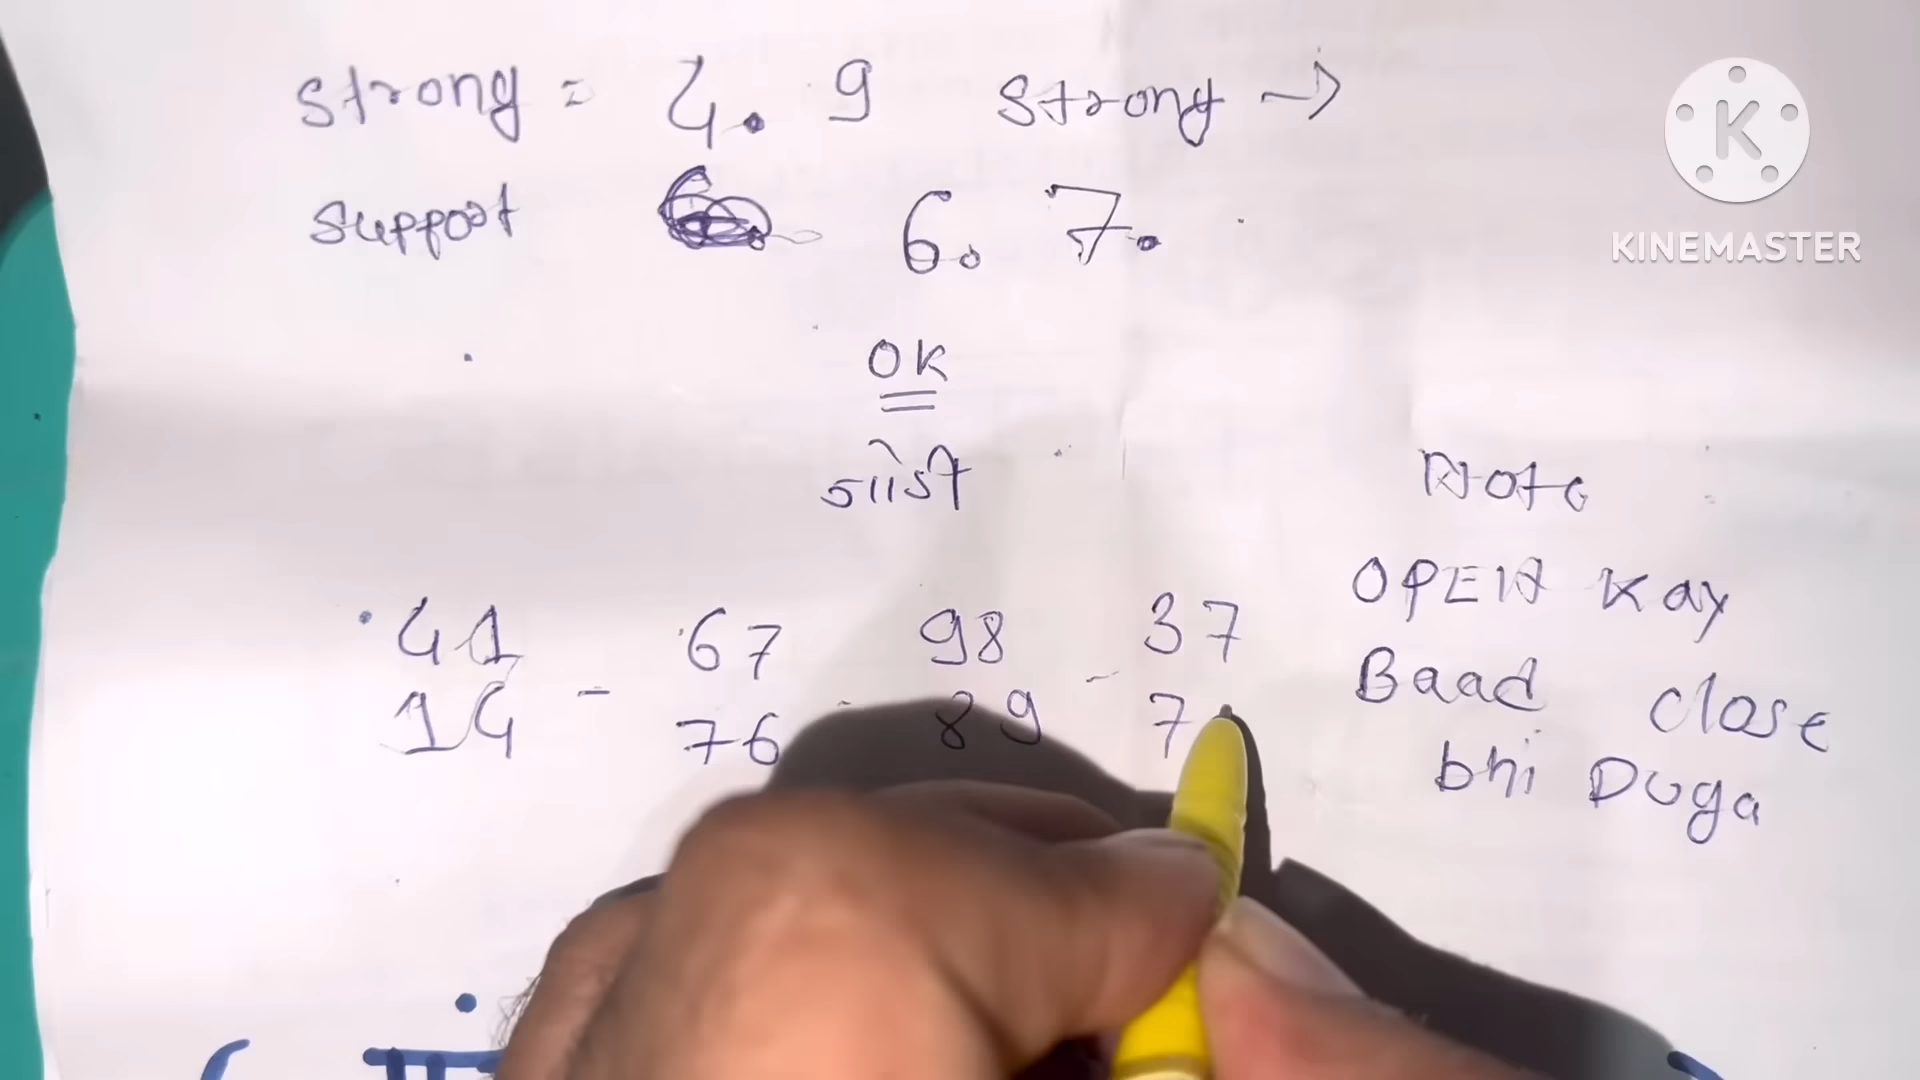 Strong = 4. 9 Strong →
Support 6. 7.
OK
जोडी
41 67 98 37
14 - 76 - 89 - 7
Note
OPEN Kay
Baad close
bhi Duga
K
KINEMASTER